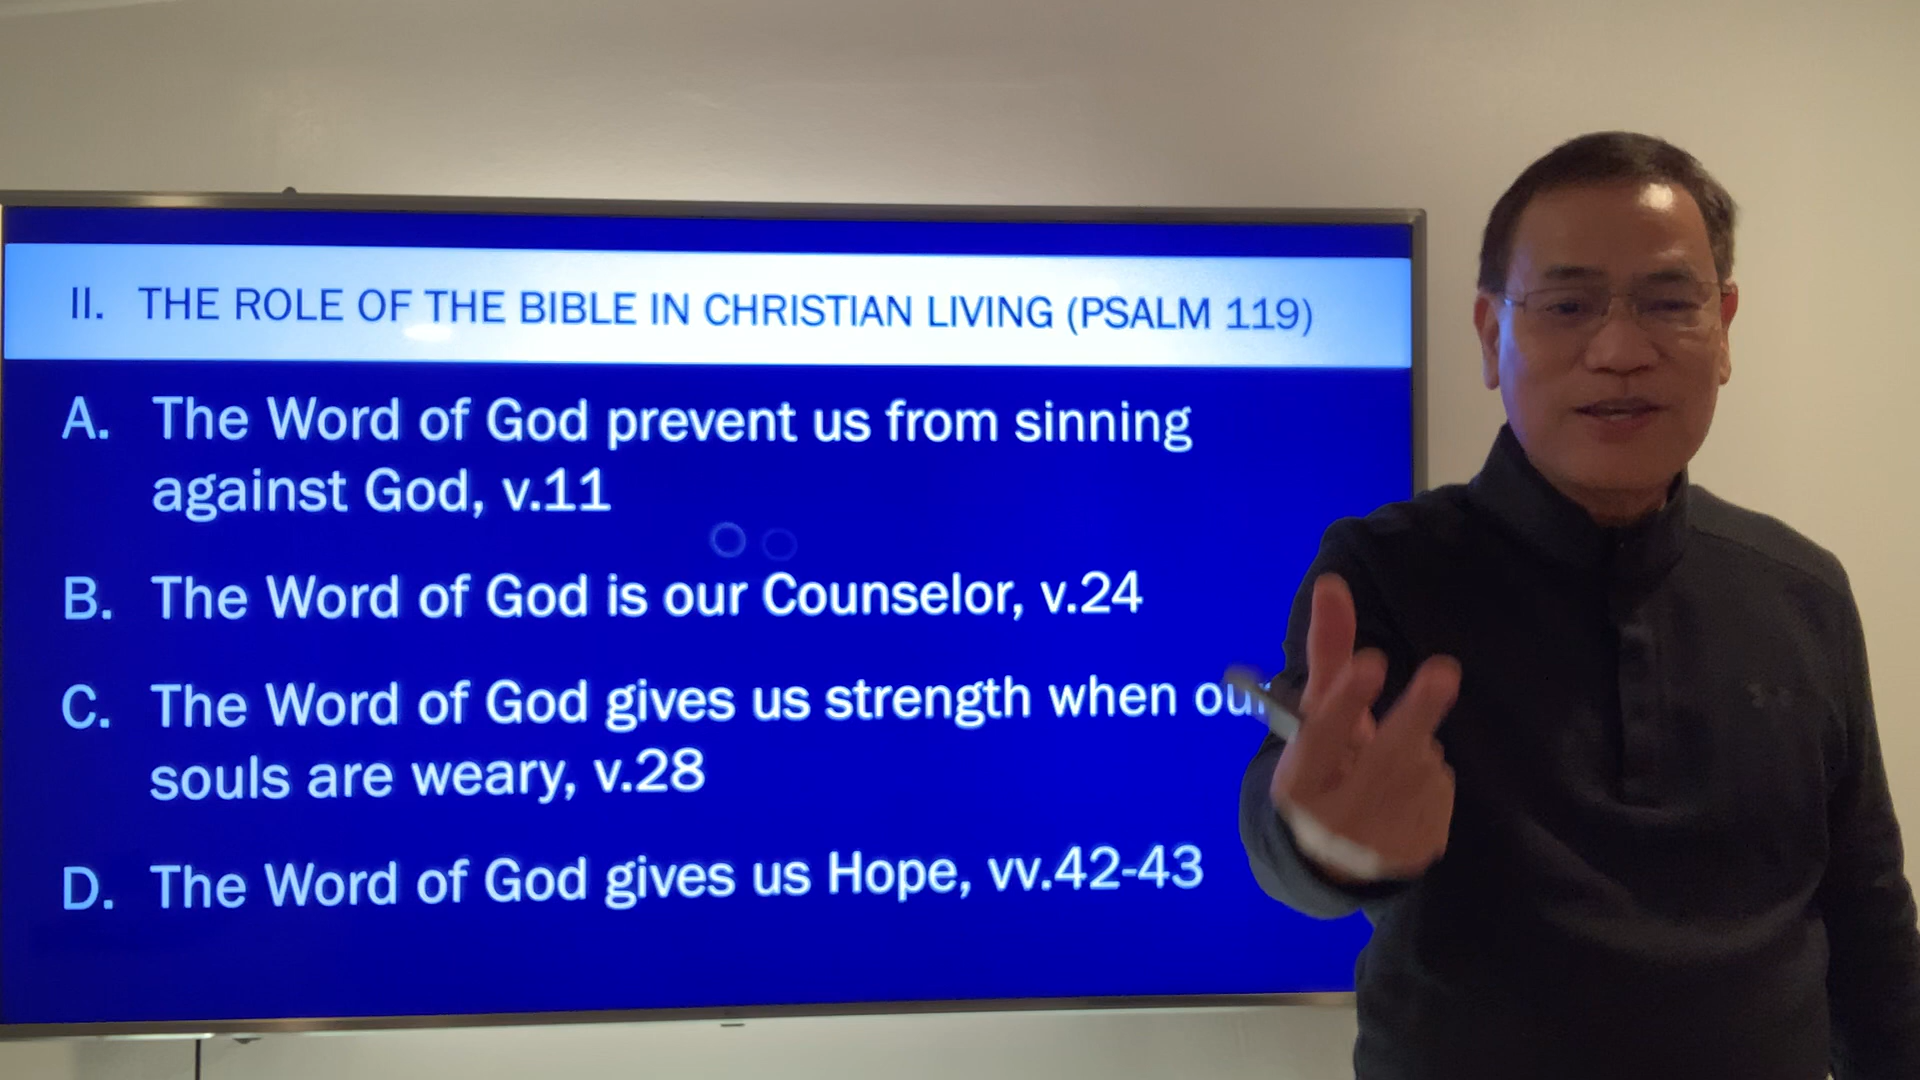 II. THE ROLE OF THE BIBLE IN CHRISTIAN LIVING (PSALM 119)
A. The Word of God prevent us from sinning
against God, v.11
B. The Word of God is our Counselor, v.24
C. The Word of God gives us strength when our
souls are weary, v.28
D. The Word of God gives us Hope, vv.42-43